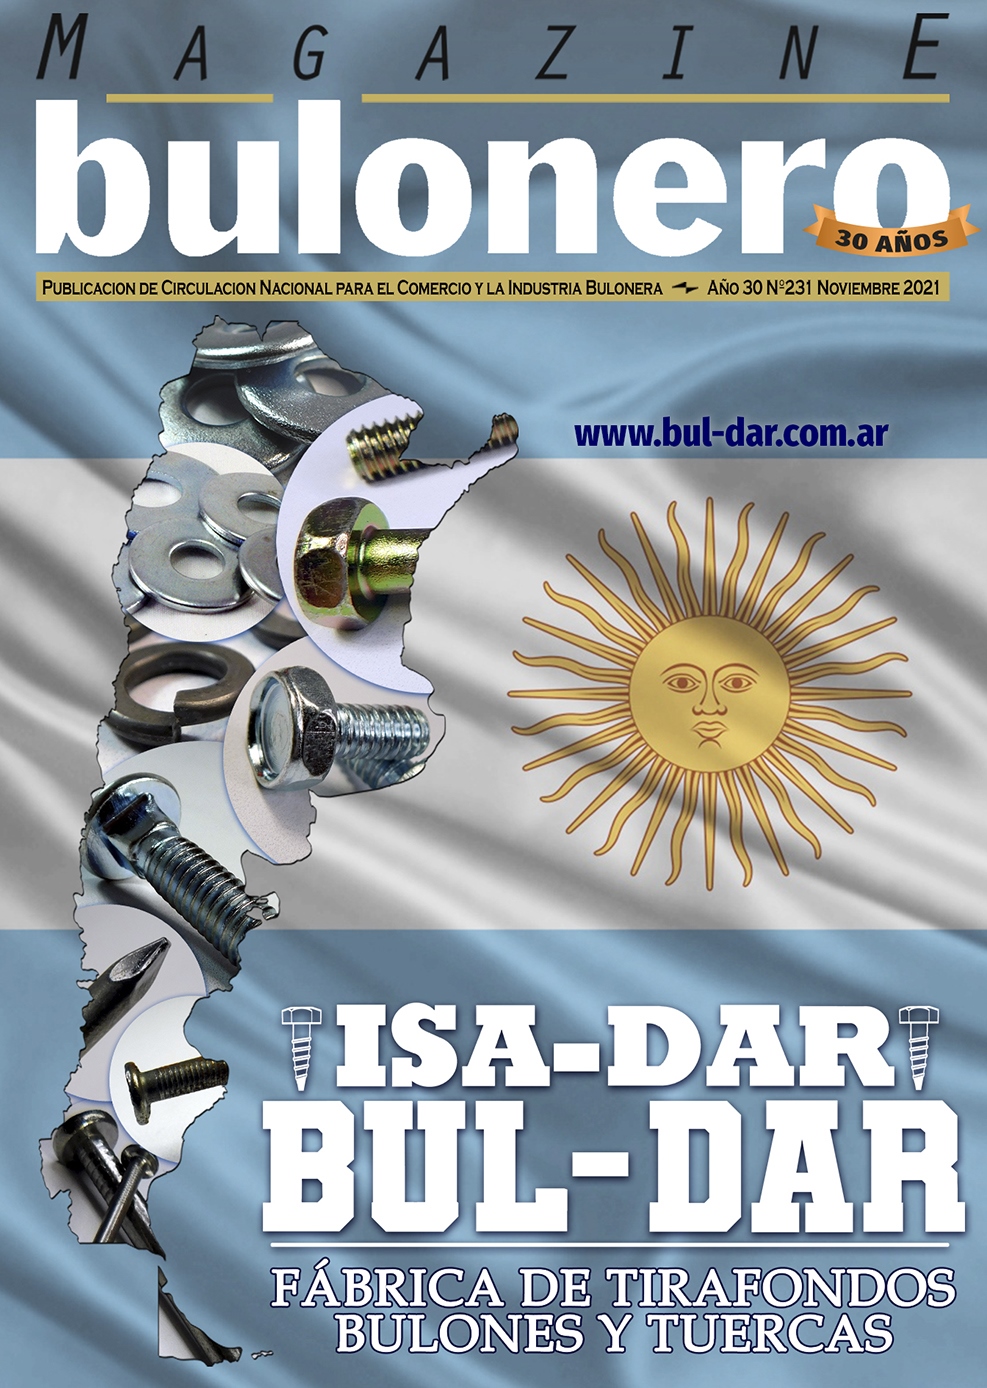 MAGAZINE
bulonero
30 AÑOS
PUBLICACION DE CIRCULACION NACIONAL PARA EL COMERCIO Y LA INDUSTRIA BULONERA AÑO 30 Nº231 NOVIEMBRE 2021
www.bul-dar.com.ar
ISA-DAR
BUL-DAR
FÁBRICA DE TIRAFONDOS
BULONES Y TUERCAS